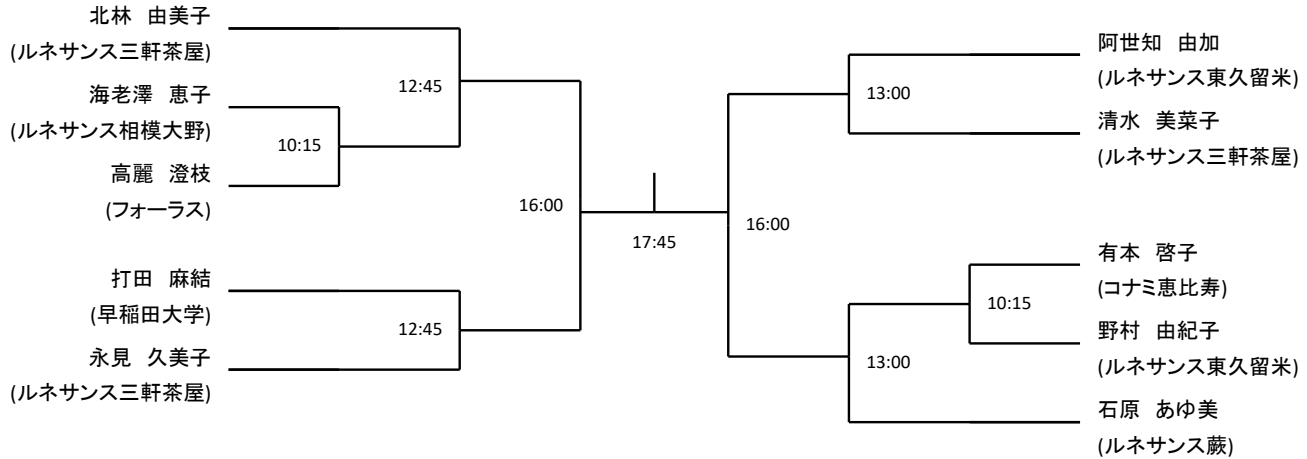 北林　由美子
(ルネサンス三軒茶屋)
海老澤　恵子
(ルネサンス相模大野)
高麗　澄枝
(フォーラス)
打田　麻結
(早稲田大学)
永見　久美子
(ルネサンス三軒茶屋)
12:45
10:15
12:45
16:00
17:45
16:00
13:00
10:15
13:00
阿世知　由加
(ルネサンス東久留米)
清水　美菜子
(ルネサンス三軒茶屋)
有本　啓子
(コナミ恵比寿)
野村　由紀子
(ルネサンス東久留米)
石原　あゆ美
(ルネサンス蕨)